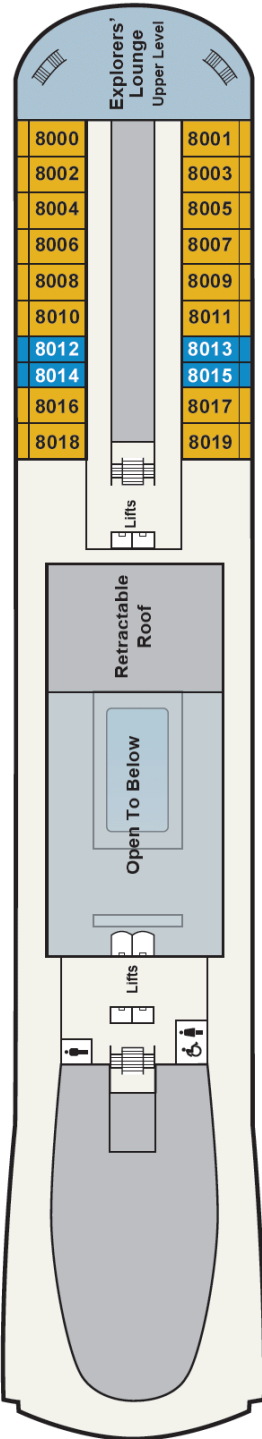 Explorers'
Lounge
Upper Level
8000
8001
8002
8003
8004
8005
8006
8007
8008
8009
8010
8011
8012
8013
8014
8015
8016
8017
8018
8019
Lifts
Retractable
Roof
Open To Below
Lifts